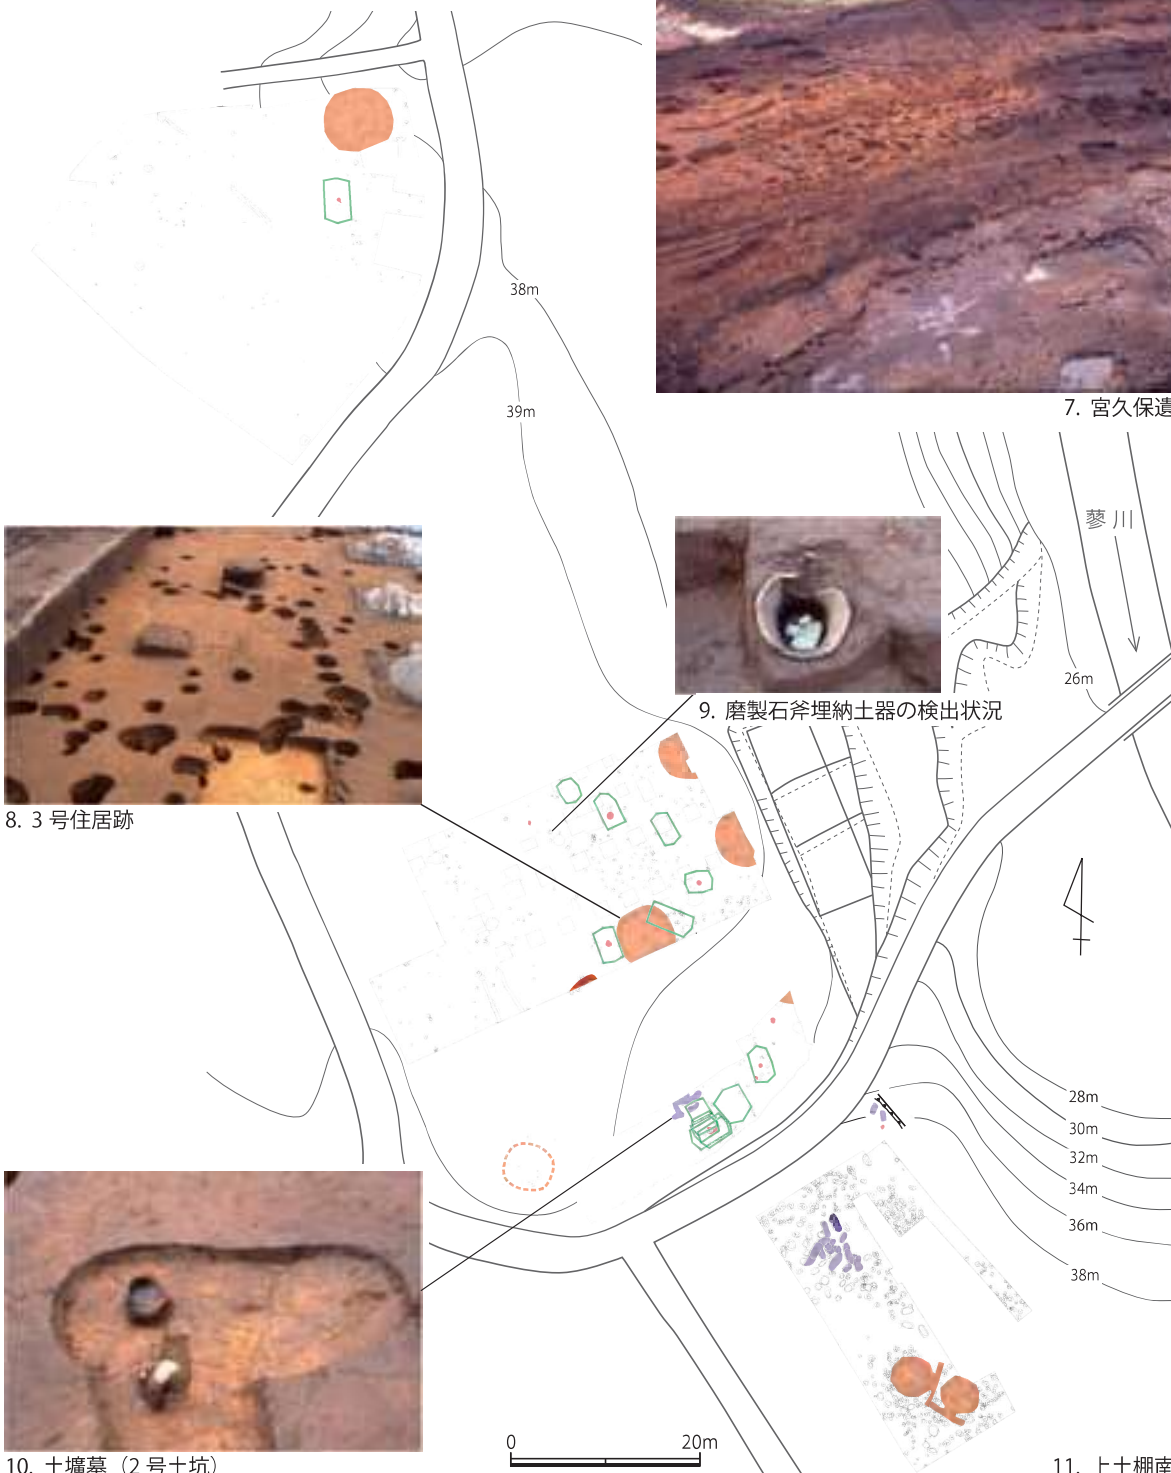 38m
39m
7. 宮久保遺
蓼川
26m
9. 磨製石斧埋納土器の検出状況
8. 3号住居跡
28m
30m
32m
34m
36m
38m
0 20m
10. 土壙墓（2号土坑）
11. 上土棚南